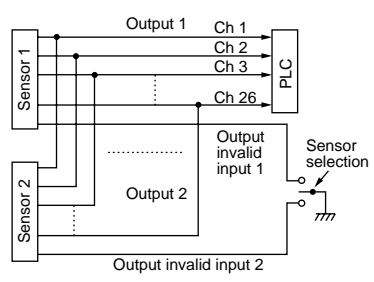 Output 1
Ch 1
Ch 2
Ch 3
Ch 26
Sensor 1
PLC
Output
invalid
input 1
Sensor
selection
Sensor 2
Output 2
Output invalid input 2